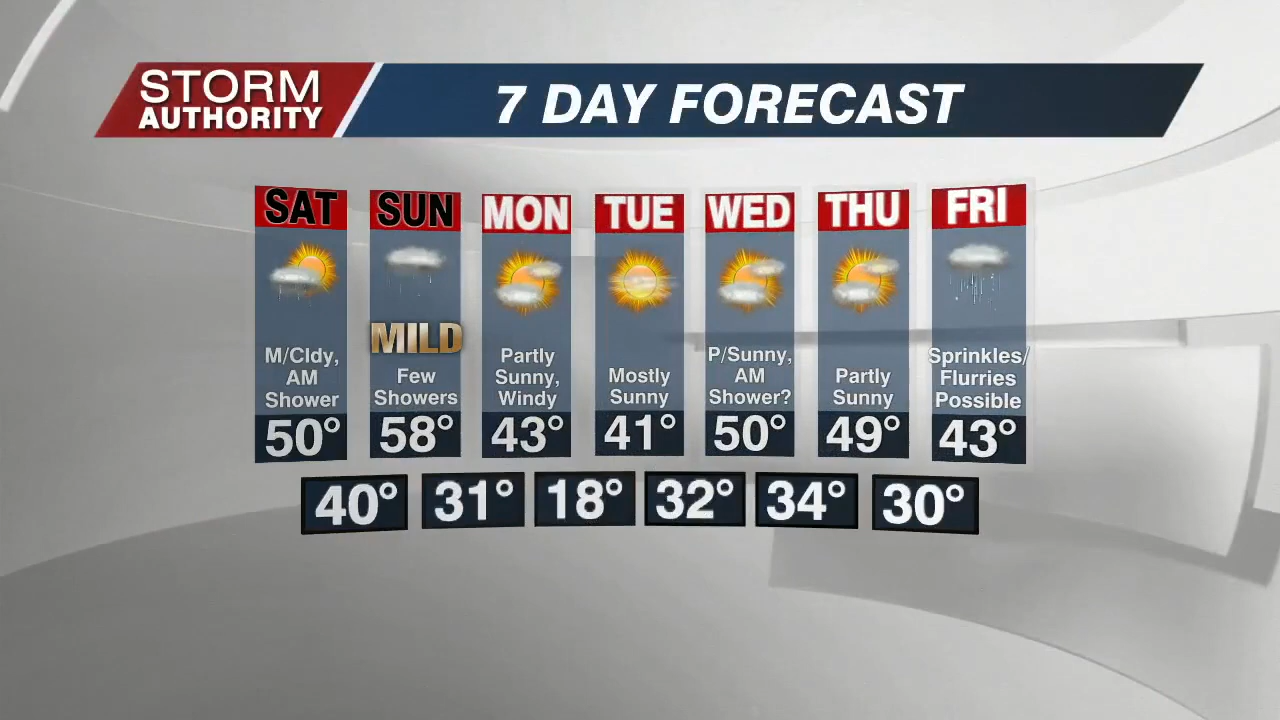 STORM
AUTHORITY
7 DAY FORECAST
SAT
M/Cldy,
AM
Shower
50°
SUN
MILD
Few
Showers
58°
MON
Partly
Sunny,
Windy
43°
TUE
Mostly
Sunny
41°
WED
P/Sunny,
AM
Shower?
50°
THU
Partly
Sunny
49°
FRI
Sprinkles/
Flurries
Possible
43°
40° 31° 18° 32° 34° 30°